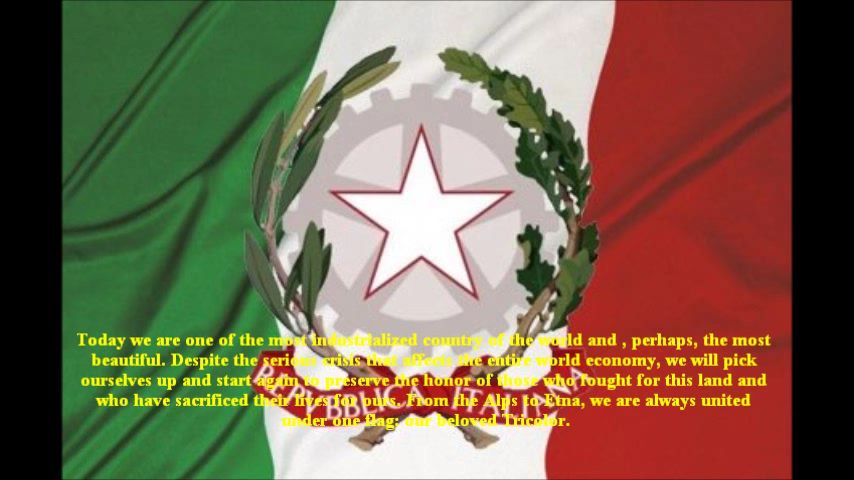 Today we are one of the most industrialized country of the world and , perhaps, the most
beautiful. Despite the serious crisis that affects the entire world economy, we will pick
ourselves up and start again to preserve the honor of those who fought for this land and
who have sacrificed their lives for ours. From the Alps to Etna, we are always united
under one flag; our beloved Tricolor.
REPVBBLICA ITALIANA